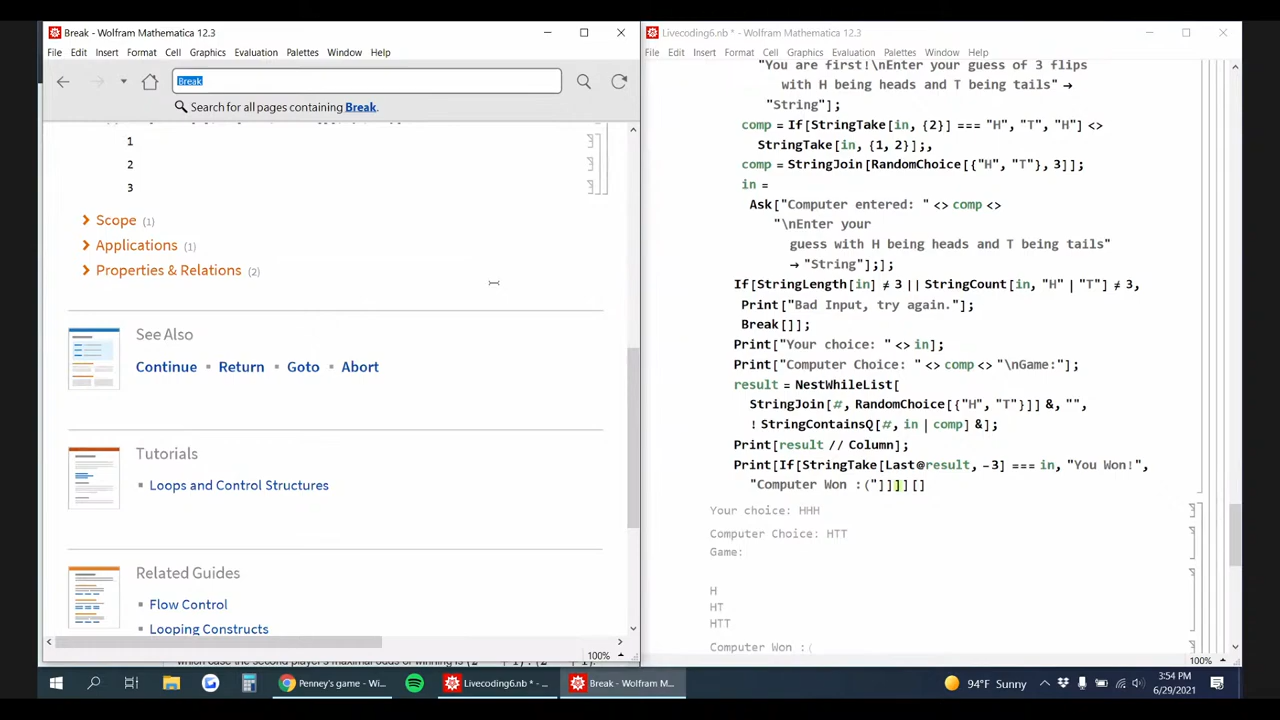 Break - Wolfram Mathematica 12.3
File Edit Insert Format Cell Graphics Evaluation Palettes Window Help
Break
Search for all pages containing Break.
1
2
3
Scope (1)
Applications (1)
Properties & Relations (2)
See Also
Continue ▪ Return ▪ Goto ▪ Abort
Tutorials
▪ Loops and Control Structures
Related Guides
▪ Flow Control
▪ Looping Constructs
100%
Livecoding6.nb * - Wolfram Mathematica 12.3
File Edit Insert Format Cell Graphics Evaluation Palettes Window Help
"You are first!\nEnter your guess of 3 flips
with H being heads and T being tails" →
"String"];
comp = If[StringTake[in, {2}] === "H", "T", "H"] <>
StringTake[in, {1, 2}];,
comp = StringJoin[RandomChoice[{"H", "T"}, 3]];
in =
Ask["Computer entered: " <> comp <>
"\nEnter your
guess with H being heads and T being tails"
→ "String"];];
If[StringLength[in] ≠ 3 || StringCount[in, "H" | "T"] ≠ 3,
Print["Bad Input, try again."];
Break[]];
Print["Your choice: " <> in];
Print["Computer Choice: " <> comp <> "\nGame:"];
result = NestWhileList[
StringJoin[#, RandomChoice[{"H", "T"}]] &, "",
! StringContainsQ[#, in | comp] &];
Print[result // Column];
Print[If[StringTake[Last@result, -3] === in, "You Won!",
"Computer Won :("]]]][]
Your choice: HHH
Computer Choice: HTT
Game:
H
HT
HTT
Computer Won :(
100%
Penney's game - Wi...
Livecoding6.nb * - ...
Break - Wolfram M...
94°F Sunny
3:54 PM
6/29/2021